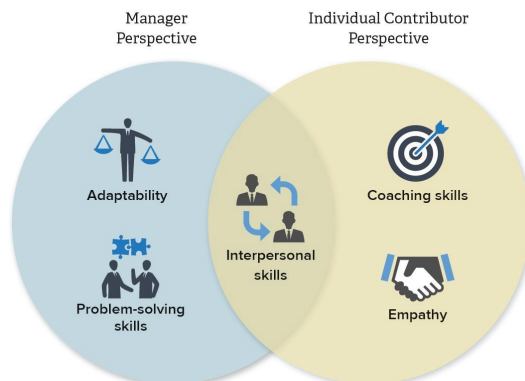 Manager
Perspective
Individual Contributor
Perspective
Adaptability
Problem-solving
skills
Interpersonal
skills
Coaching skills
Empathy